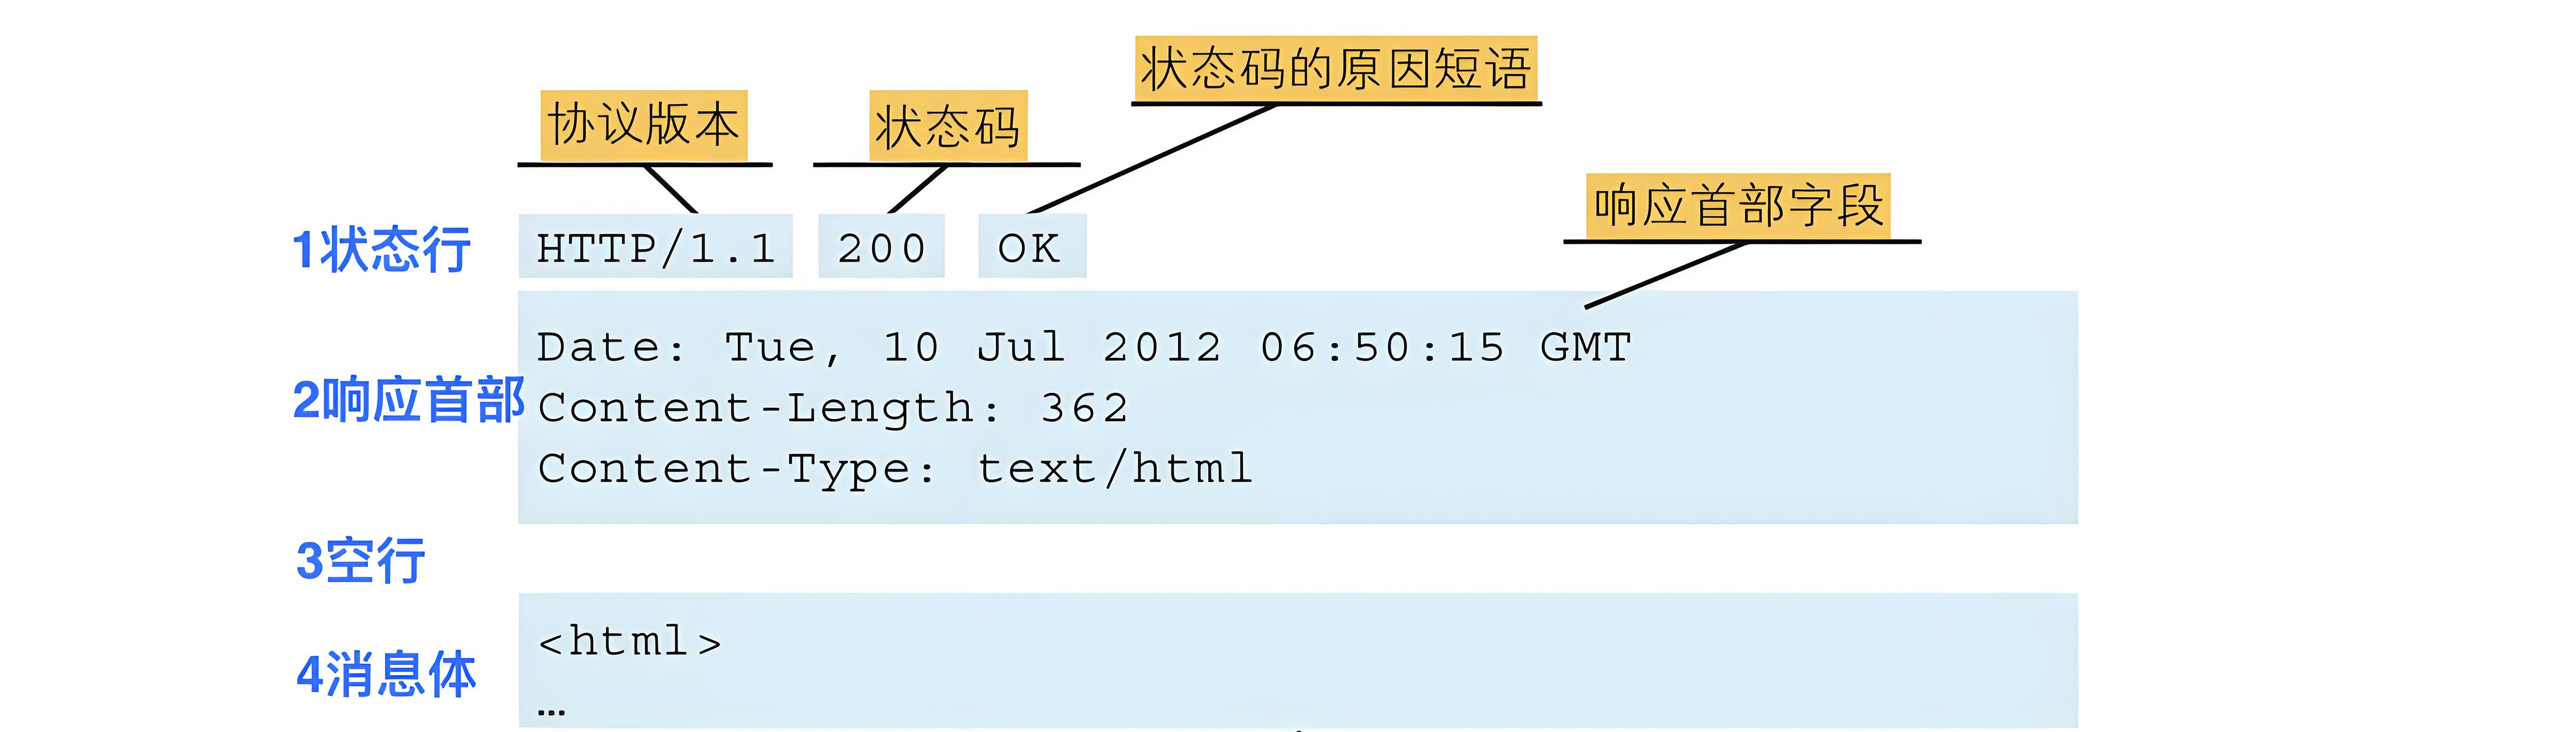 状态码的原因短语
协议版本
状态码
响应首部字段
1状态行
HTTP/1.1 200 OK
2响应首部
Date: Tue, 10 Jul 2012 06:50:15 GMT
Content-Length: 362
Content-Type: text/html
3空行
4消息体
<html>
…